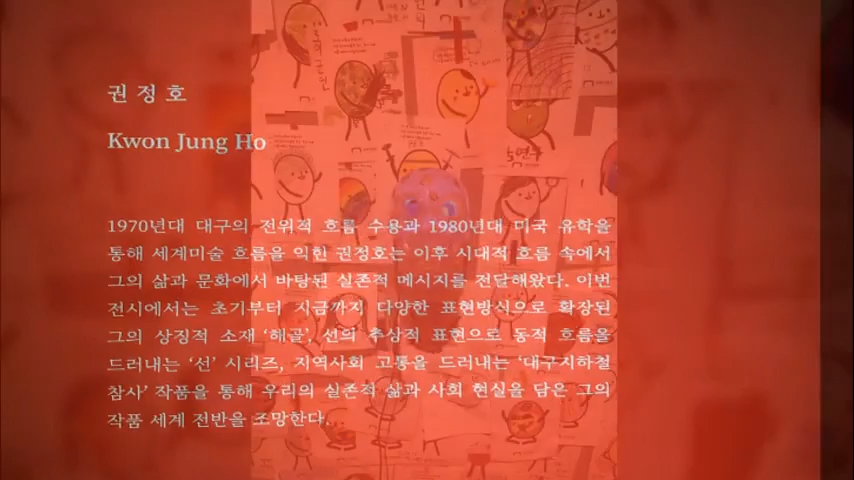 권정호
Kwon Jung Ho
1970년대 대구의 전위적 흐름 수용과 1980년대 미국 유학을
통해 세계미술 흐름을 익힌 권정호는 이후 시대적 흐름 속에서
그의 삶과 문화에서 바탕된 실존적 메시지를 전달해왔다. 이번
전시에서는 초기부터 지금까지 다양한 표현방식으로 확장된
그의 상징적 소재 ‘해골’, 선의 추상적 표현으로 동적 흐름을
드러내는 ‘선’ 시리즈, 지역사회 고통을 드러내는 ‘대구지하철
참사’ 작품을 통해 우리의 실존적 삶과 사회 현실을 담은 그의
작품 세계 전반을 조망한다.